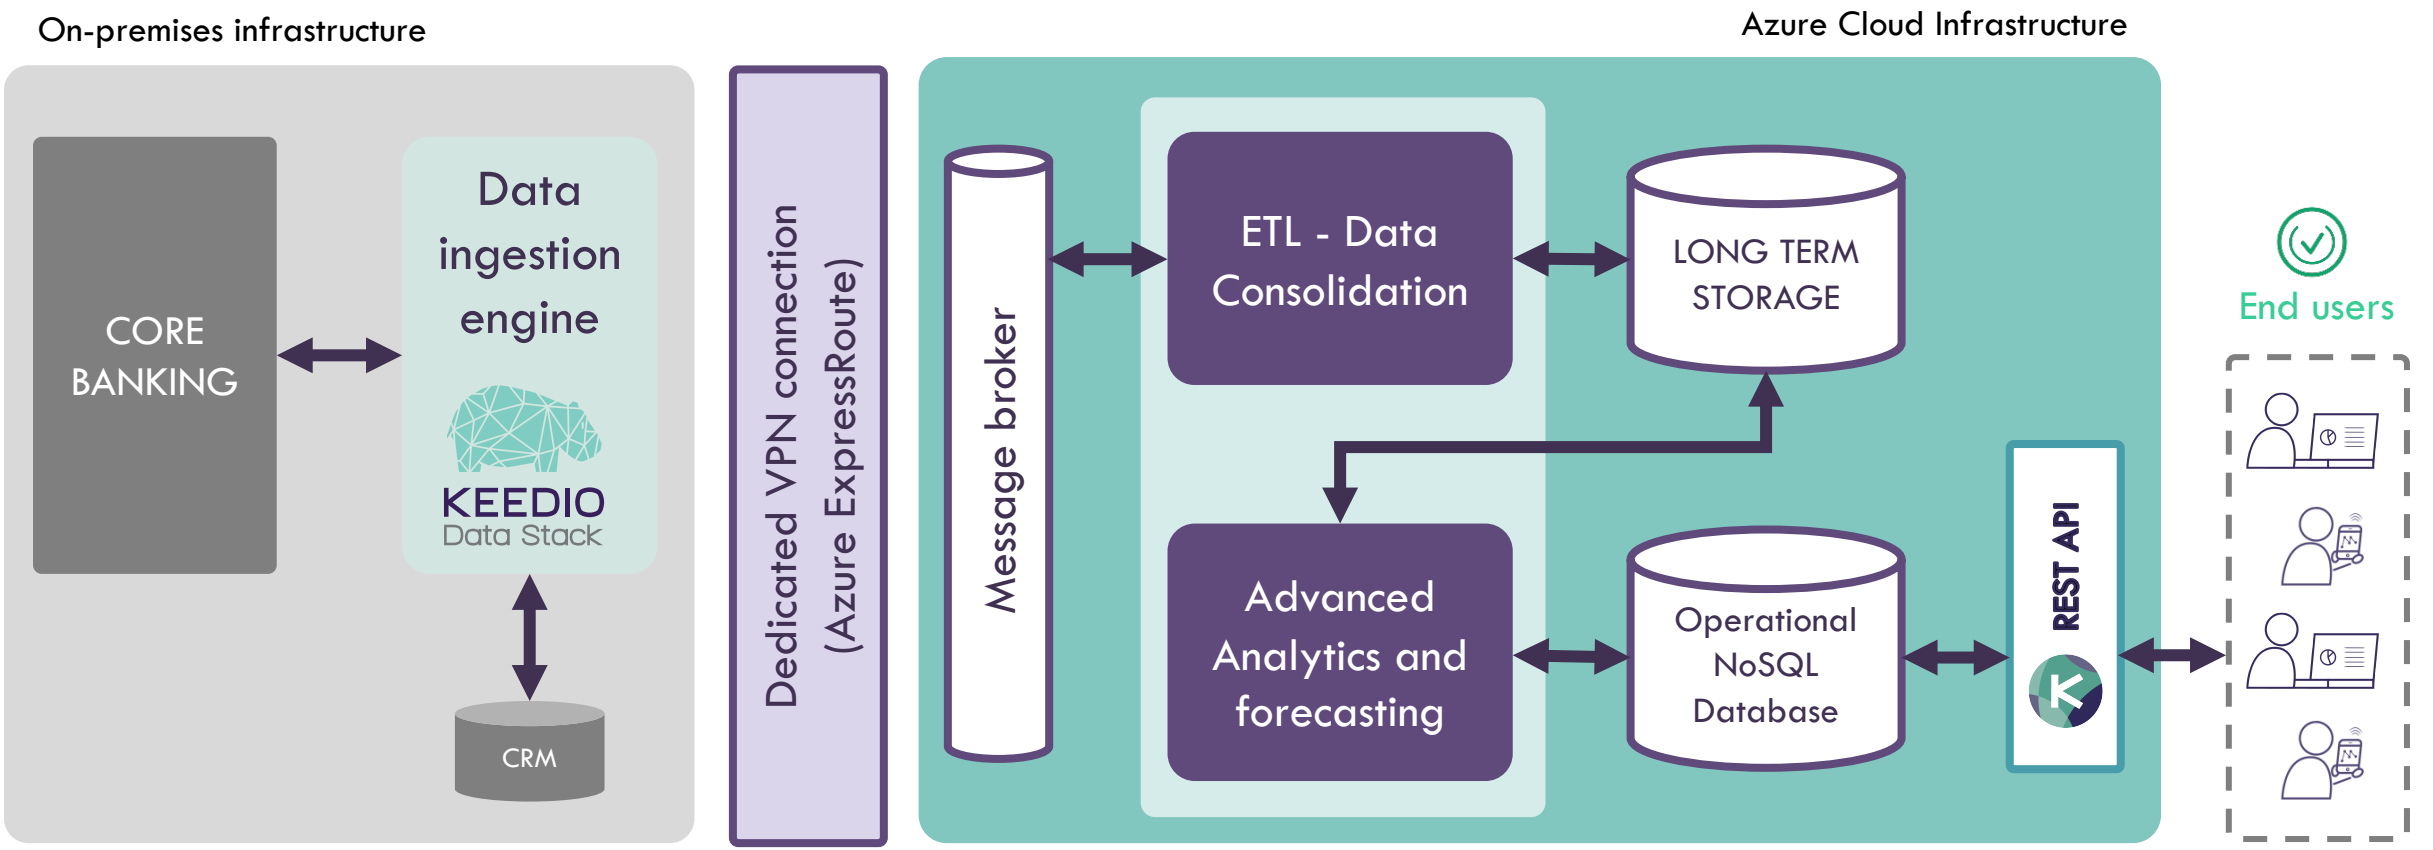 On-premises infrastructure
Azure Cloud Infrastructure
CORE
BANKING
Data
ingestion
engine
KEEDIO
Data Stack
CRM
Dedicated VPN connection
(Azure ExpressRoute)
Message broker
ETL - Data
Consolidation
LONG TERM
STORAGE
Advanced
Analytics and
forecasting
Operational
NoSQL
Database
REST API
K
End users